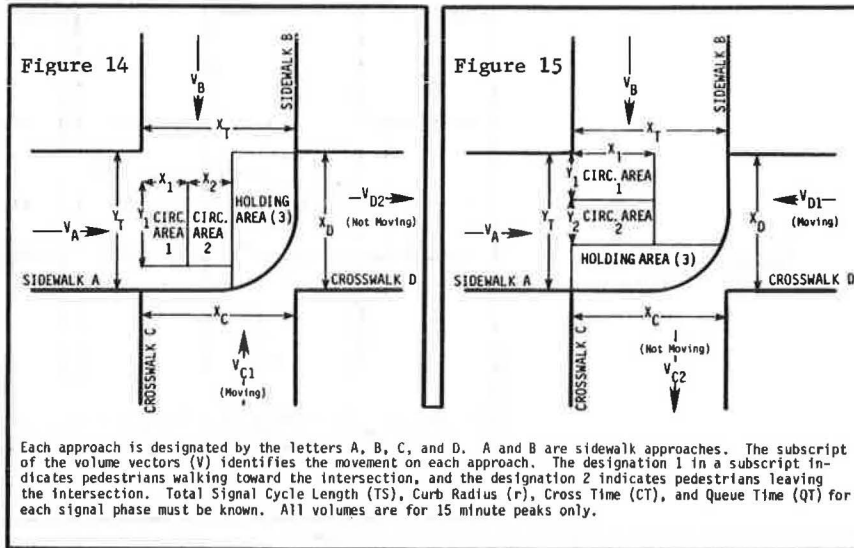 Figure 14
V_B
SIDEWALK B
X_T
X_1
X_2
Y_T
Y_1
CIRC. AREA 1
CIRC. AREA 2
HOLDING AREA (3)
X_D
V_D2
(Not Moving)
V_A
SIDEWALK A
CROSSWALK D
X_C
CROSSWALK C
V_C1
(Moving)
Figure 15
V_B
SIDEWALK B
X_T
X_1
Y_T
Y_1
CIRC. AREA 1
Y_2
CIRC. AREA 2
HOLDING AREA (3)
X_D
V_D1
(Moving)
V_A
SIDEWALK A
CROSSWALK D
X_C
CROSSWALK C
(Not Moving)
V_C2
Each approach is designated by the letters A, B, C, and D. A and B are sidewalk approaches. The subscript
of the volume vectors (V) identifies the movement on each approach. The designation 1 in a subscript in-
dicates pedestrians walking toward the intersection, and the designation 2 indicates pedestrians leaving
the intersection. Total Signal Cycle Length (TS), Curb Radius (r), Cross Time (CT), and Queue Time (QT) for
each signal phase must be known. All volumes are for 15 minute peaks only.